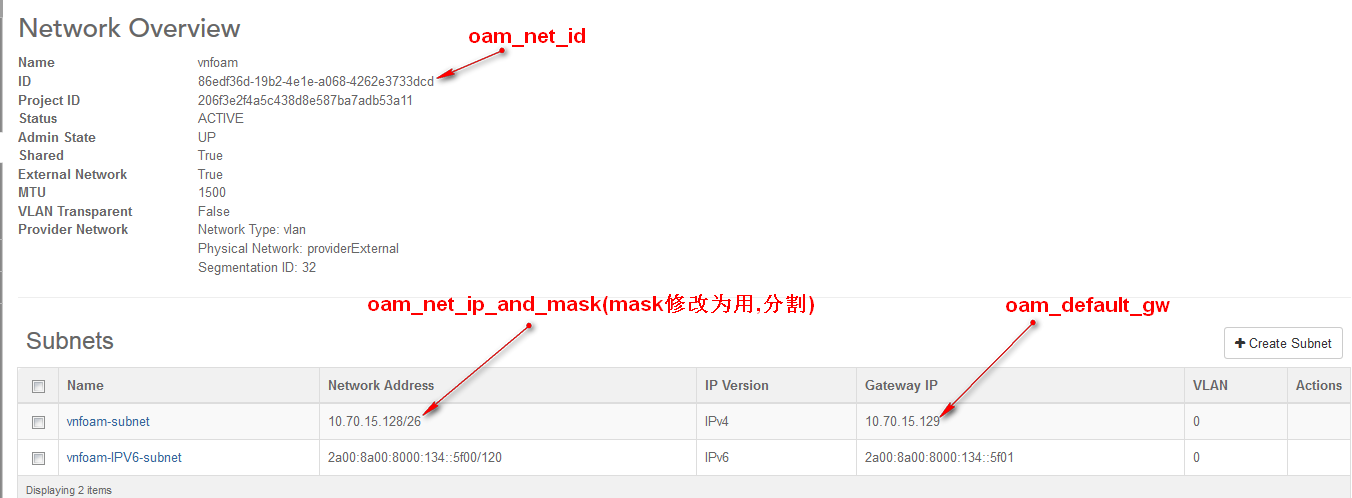 Network Overview
oam_net_id
Name vnfoam
ID 86edf36d-19b2-4e1e-a068-4262e3733dcd
Project ID 206f3e2f4a5c438d8e587ba7adb53a11
Status ACTIVE
Admin State UP
Shared True
External Network True
MTU 1500
VLAN Transparent False
Provider Network Network Type: vlan
Physical Network: providerExternal
Segmentation ID: 32
oam_net_ip_and_mask(mask修改为用,分割)
oam_default_gw
Subnets
+ Create Subnet
Name Network Address IP Version Gateway IP VLAN Actions
vnfoam-subnet 10.70.15.128/26 IPv4 10.70.15.129 0
vnfoam-IPV6-subnet 2a00:8a00:8000:134::5f00/120 IPv6 2a00:8a00:8000:134::5f01 0
Displaying 2 items